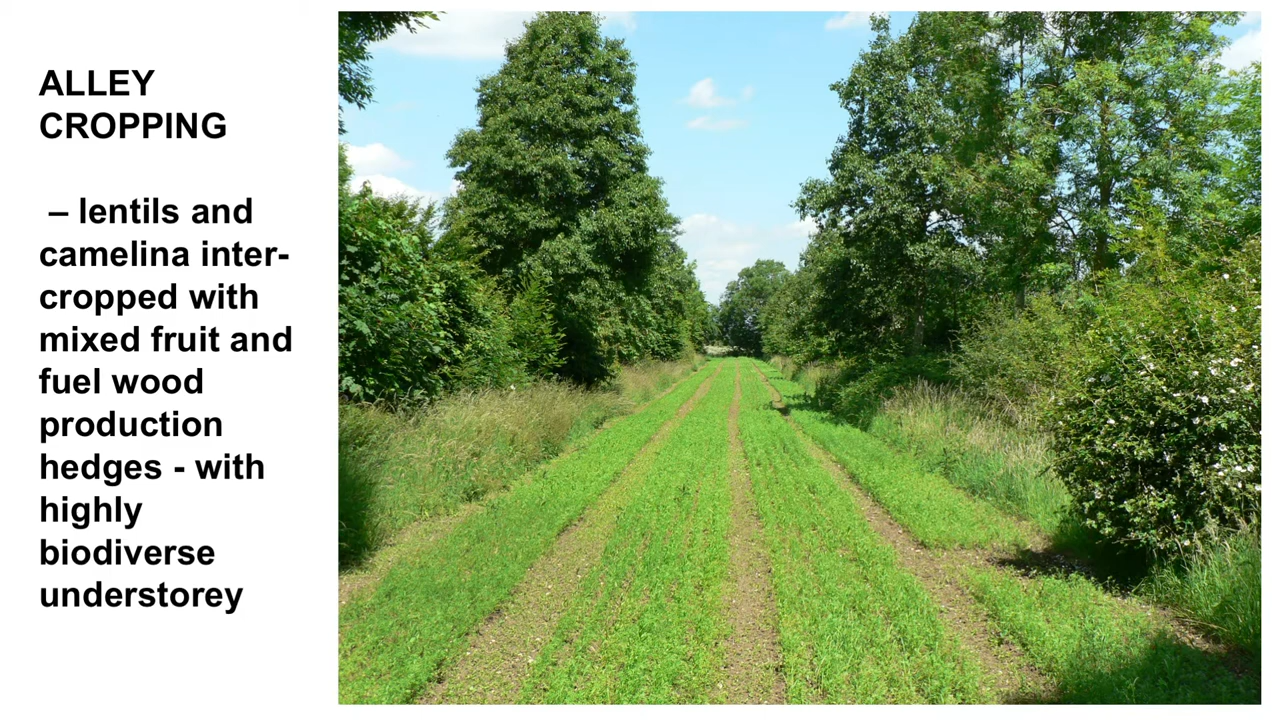 ALLEY
CROPPING
– lentils and
camelina inter-
cropped with
mixed fruit and
fuel wood
production
hedges - with
highly
biodiverse
understorey